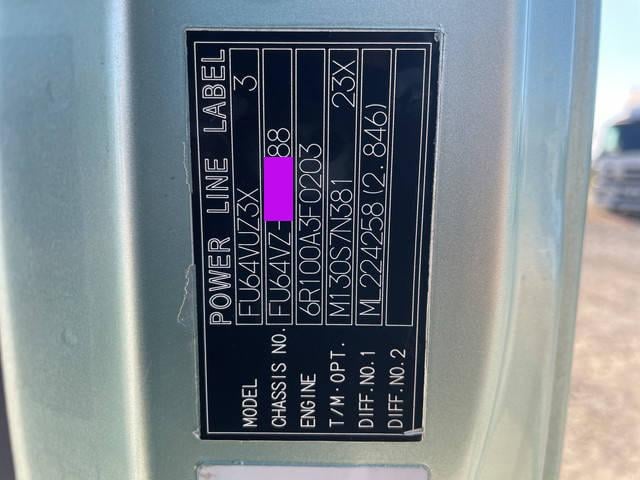 POWER LINE LABEL
MODEL FU64VUZ3X 3
CHASSIS NO. FU64VZ- 88
ENGINE 6R100A3F0203
T/M·OPT. M130S7N381 23X
DIFF.NO.1 ML224258(2.846)
DIFF.NO.2